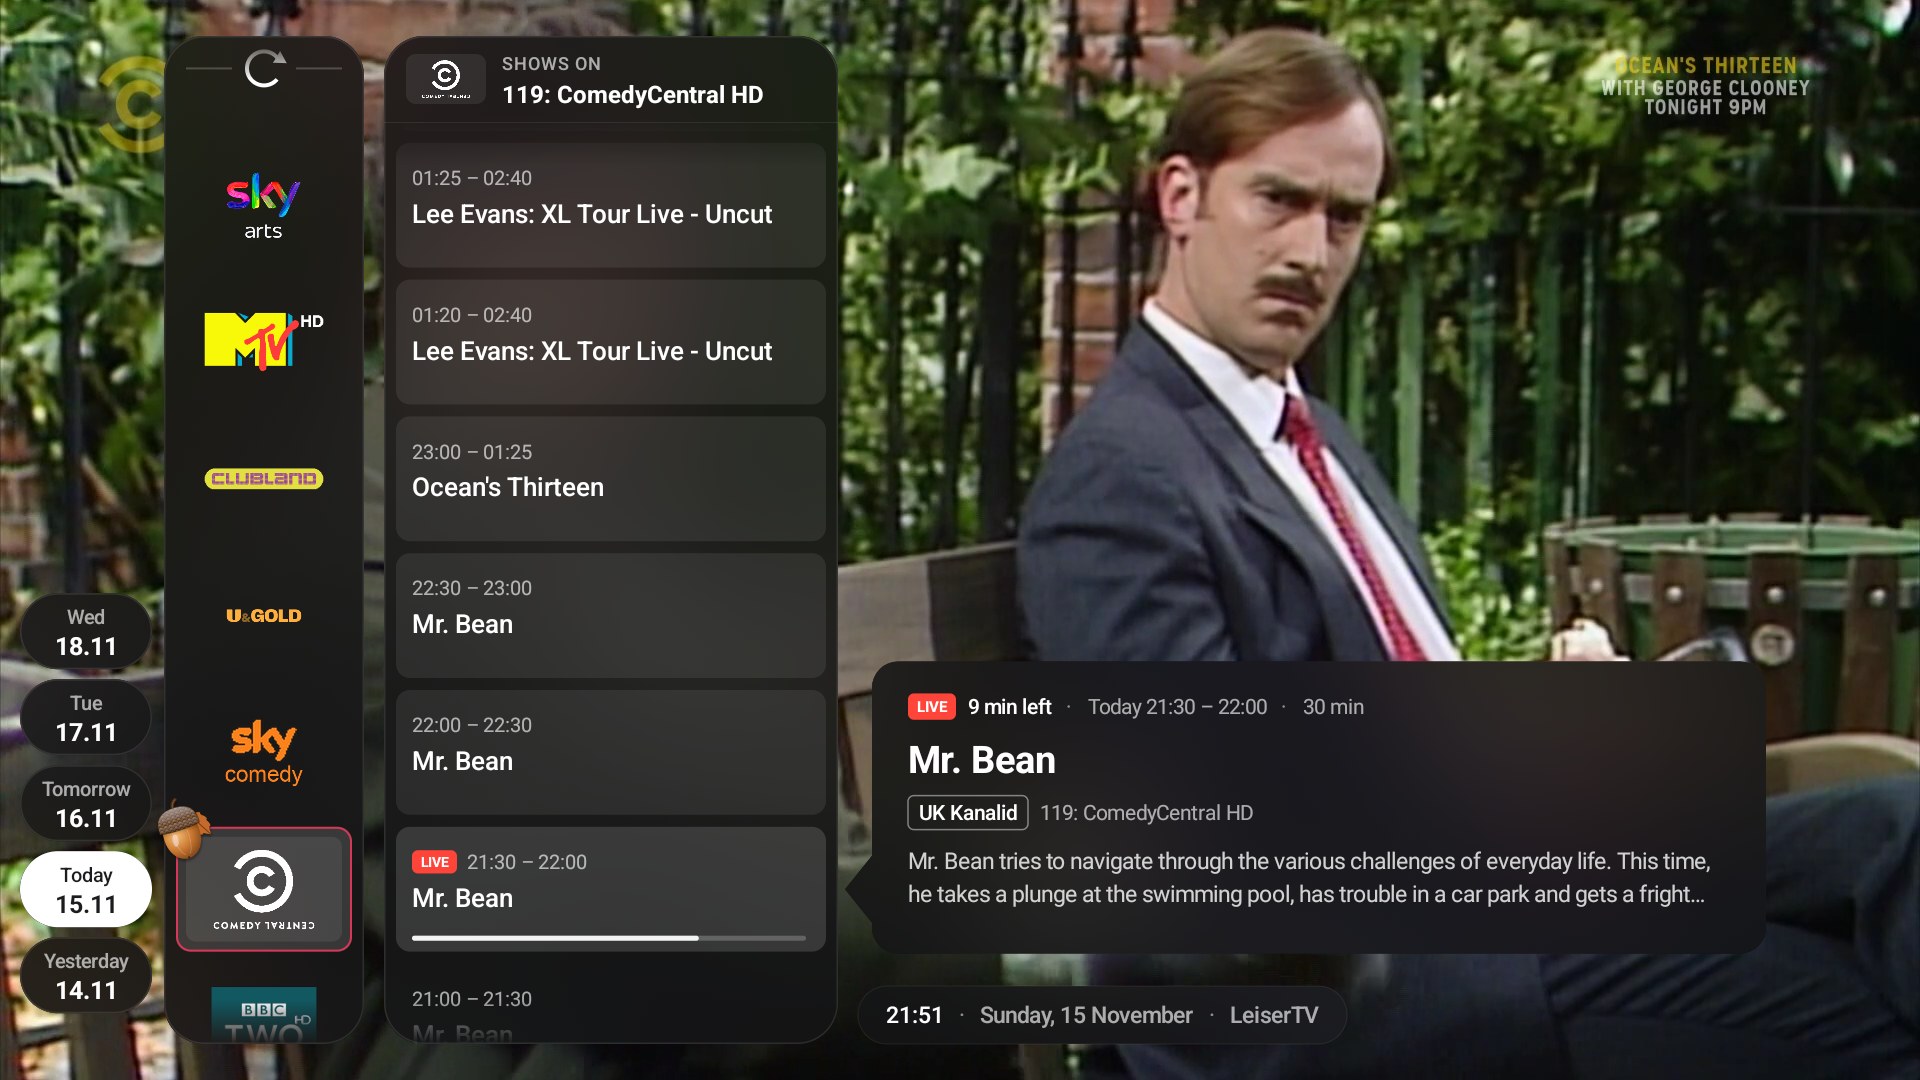 sky
arts
MTV HD
CLUBLAND
U&GOLD
sky
comedy
COMEDY CENTRAL
BBC
TWO HD
Wed
18.11
Tue
17.11
Tomorrow
16.11
Today
15.11
Yesterday
14.11
SHOWS ON
119: ComedyCentral HD
01:25 – 02:40
Lee Evans: XL Tour Live - Uncut
01:20 – 02:40
Lee Evans: XL Tour Live - Uncut
23:00 – 01:25
Ocean's Thirteen
22:30 – 23:00
Mr. Bean
22:00 – 22:30
Mr. Bean
LIVE 21:30 – 22:00
Mr. Bean
21:00 – 21:30
Mr. Bean
OCEAN'S THIRTEEN
WITH GEORGE CLOONEY
TONIGHT 9PM
LIVE 9 min left · Today 21:30 – 22:00 · 30 min
Mr. Bean
UK Kanalid 119: ComedyCentral HD
Mr. Bean tries to navigate through the various challenges of everyday life. This time,
he takes a plunge at the swimming pool, has trouble in a car park and gets a fright...
21:51 · Sunday, 15 November · LeiserTV